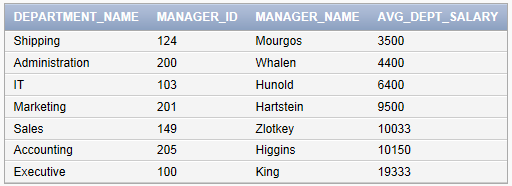 DEPARTMENT_NAME MANAGER_ID MANAGER_NAME AVG_DEPT_SALARY
Shipping 124 Mourgos 3500
Administration 200 Whalen 4400
IT 103 Hunold 6400
Marketing 201 Hartstein 9500
Sales 149 Zlotkey 10033
Accounting 205 Higgins 10150
Executive 100 King 19333